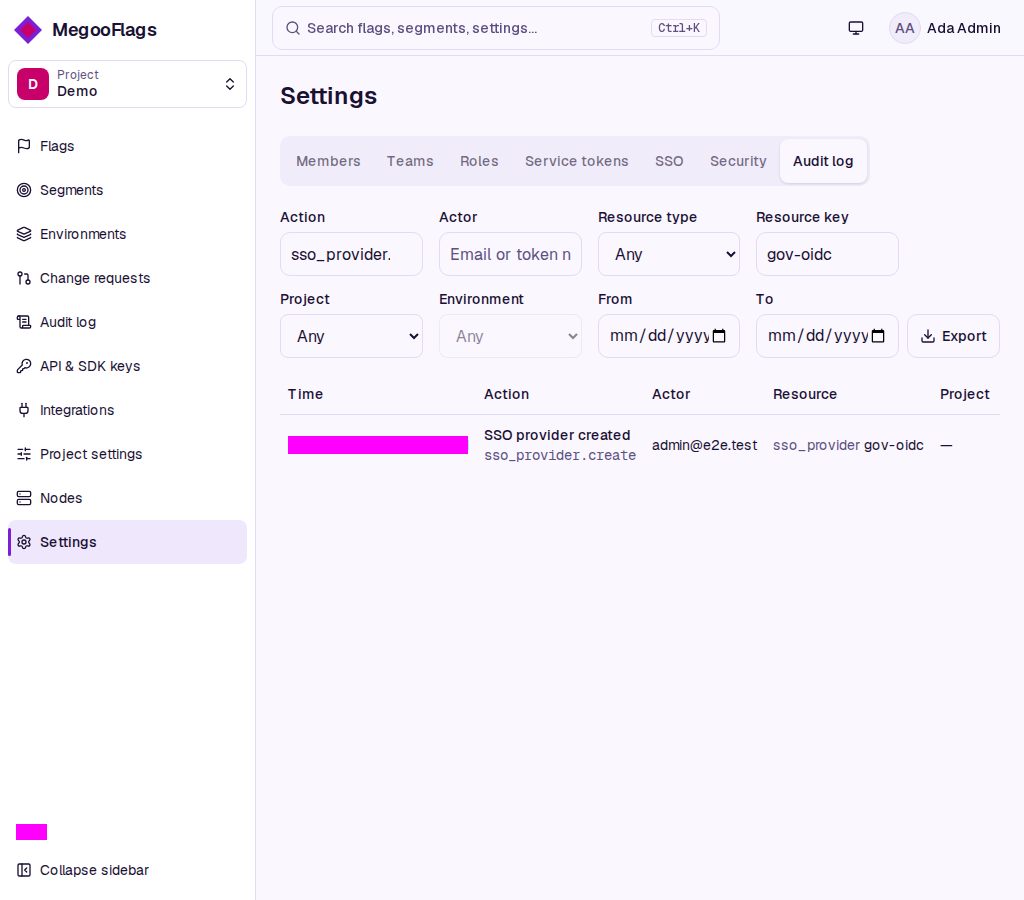 MegooFlags
Search flags, segments, settings...
Ctrl+K
AA
Ada Admin
D
Project
Demo
Flags
Segments
Environments
Change requests
Audit log
API & SDK keys
Integrations
Project settings
Nodes
Settings
Collapse sidebar
Settings
Members
Teams
Roles
Service tokens
SSO
Security
Audit log
Action
Actor
Resource type
Resource key
sso_provider.
Email or token n
Any
gov-oidc
Project
Environment
From
To
Any
Any
mm/dd/yyyy
mm/dd/yyyy
Export
Time
Action
Actor
Resource
Project
SSO provider created
sso_provider.create
admin@e2e.test
sso_provider gov-oidc
—